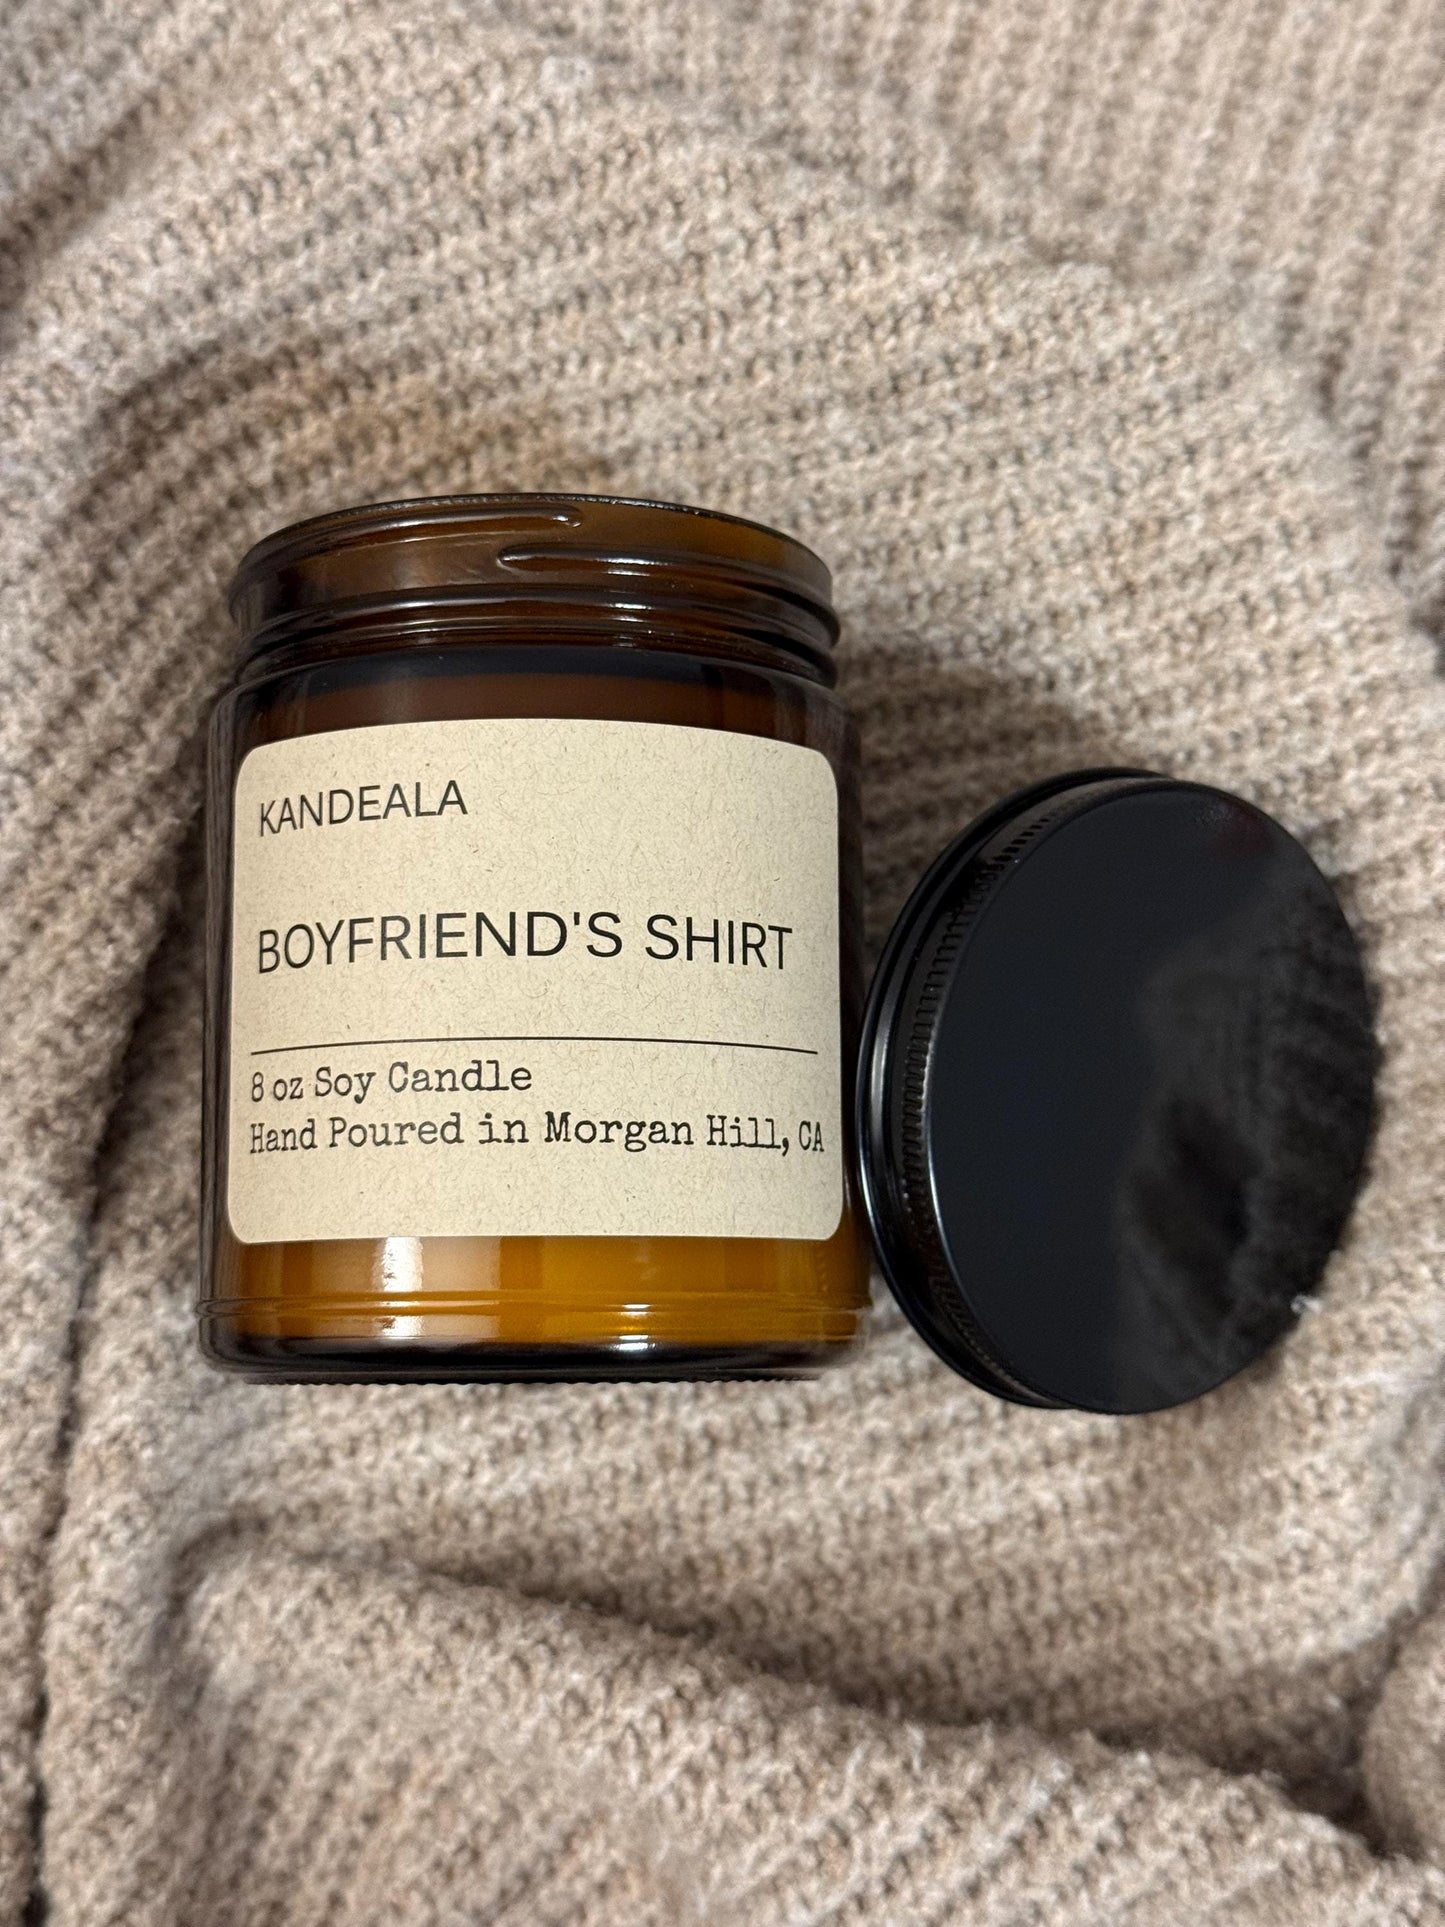 KANDEALA
BOYFRIEND'S SHIRT
8 oz Soy Candle
Hand Poured in Morgan Hill, CA